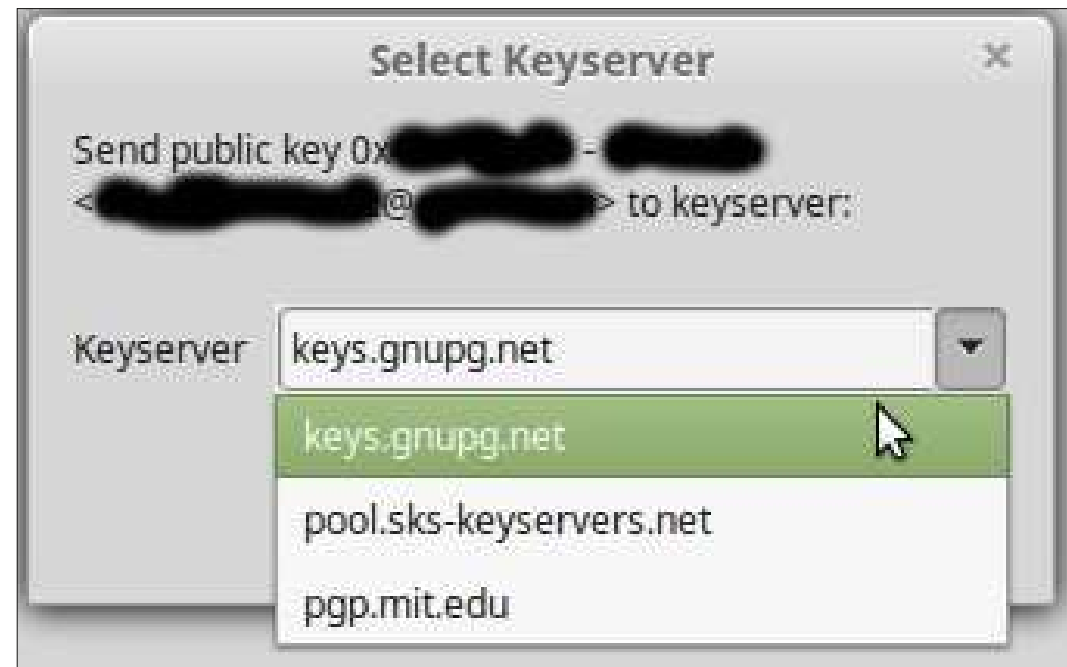 Select Keyserver
Send public key 0x -
< @ > to keyserver:
Keyserver keys.gnupg.net
keys.gnupg.net
pool.sks-keyservers.net
pgp.mit.edu